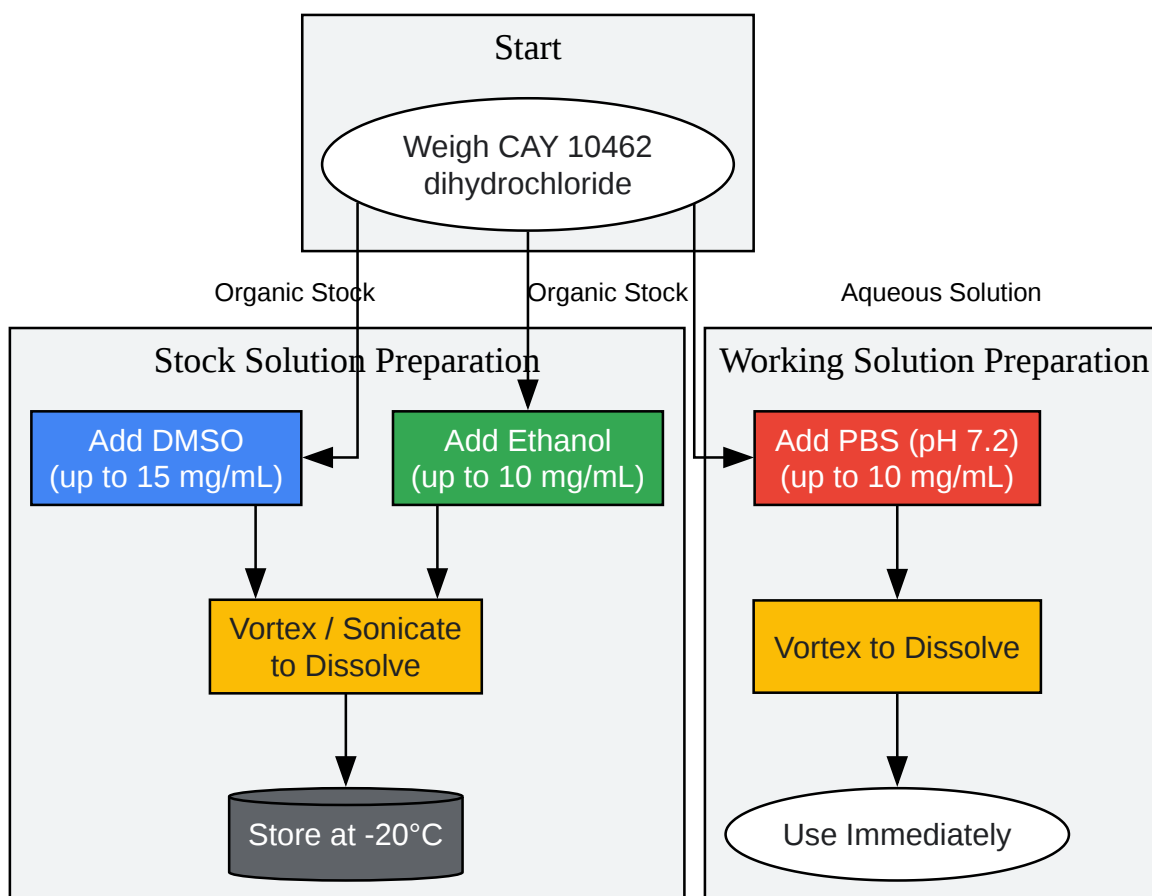 Start
Weigh CAY 10462
dihydrochloride
Organic Stock
Organic Stock
Aqueous Solution
Stock Solution Preparation
Working Solution Preparation
Add DMSO
(up to 15 mg/mL)
Add Ethanol
(up to 10 mg/mL)
Add PBS (pH 7.2)
(up to 10 mg/mL)
Vortex / Sonicate
to Dissolve
Vortex to Dissolve
Store at -20°C
Use Immediately